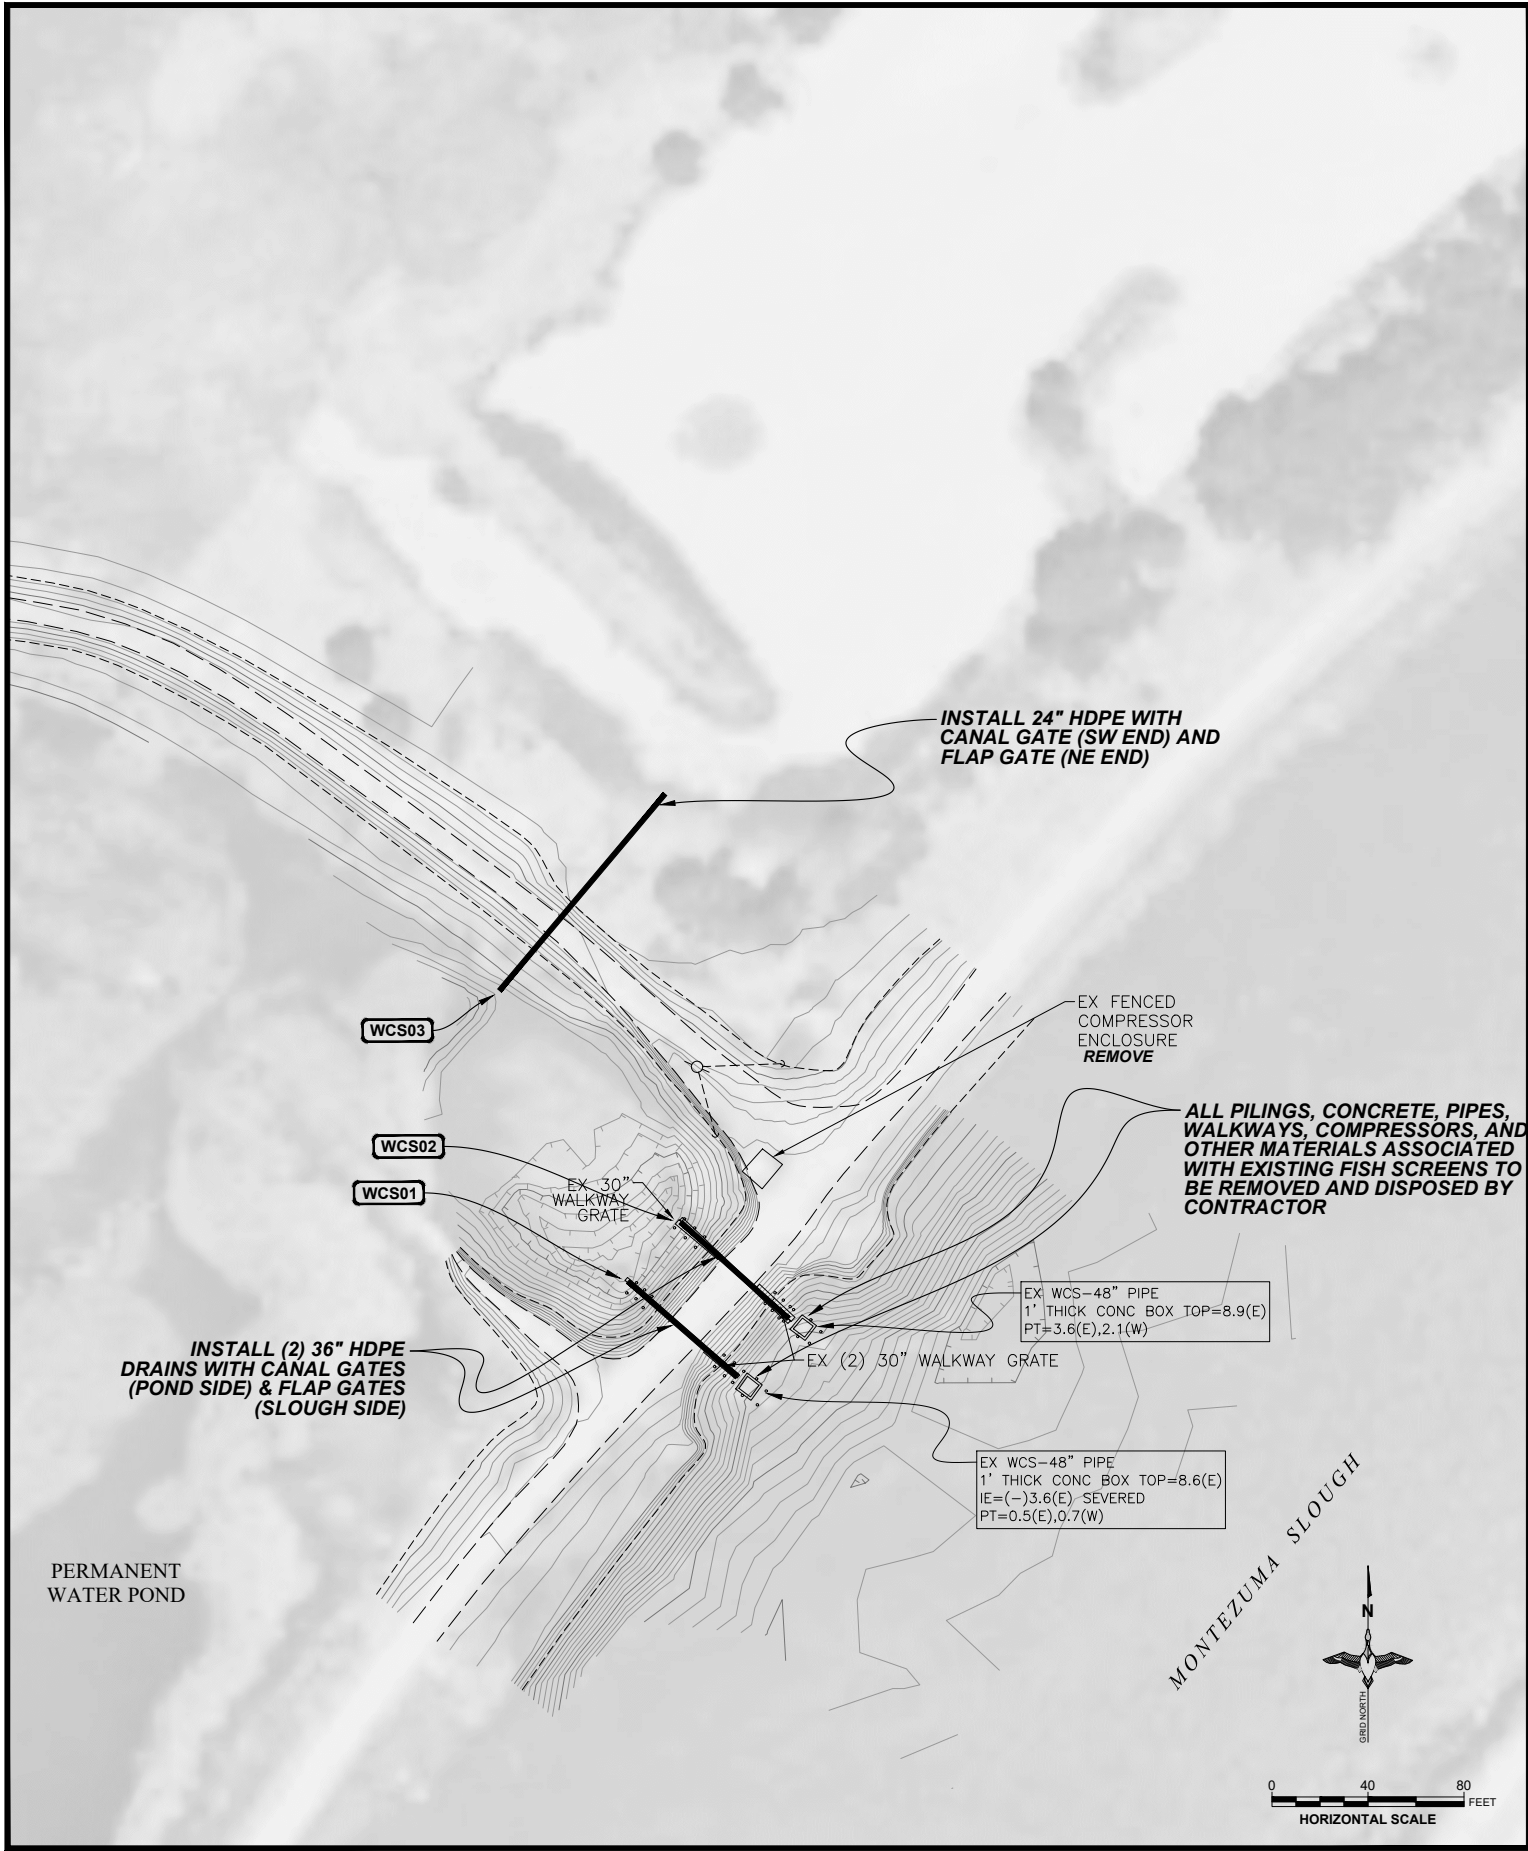 INSTALL 24" HDPE WITH
CANAL GATE (SW END) AND
FLAP GATE (NE END)
WCS03
EX FENCED
COMPRESSOR
ENCLOSURE
REMOVE
ALL PILINGS, CONCRETE, PIPES,
WALKWAYS, COMPRESSORS, AND
OTHER MATERIALS ASSOCIATED
WITH EXISTING FISH SCREENS TO
BE REMOVED AND DISPOSED BY
CONTRACTOR
WCS02
WCS01
EX 30"
WALKWAY
GRATE
EX WCS-48" PIPE
1' THICK CONC BOX TOP=8.9(E)
PT=3.6(E),2.1(W)
INSTALL (2) 36" HDPE
DRAINS WITH CANAL GATES
(POND SIDE) & FLAP GATES
(SLOUGH SIDE)
EX (2) 30" WALKWAY GRATE
EX WCS-48" PIPE
1' THICK CONC BOX TOP=8.6(E)
IE=(-)3.6(E) SEVERED
PT=0.5(E),0.7(W)
PERMANENT
WATER POND
MONTEZUMA SLOUGH
N
GRID NORTH
0 40 80
FEET
HORIZONTAL SCALE